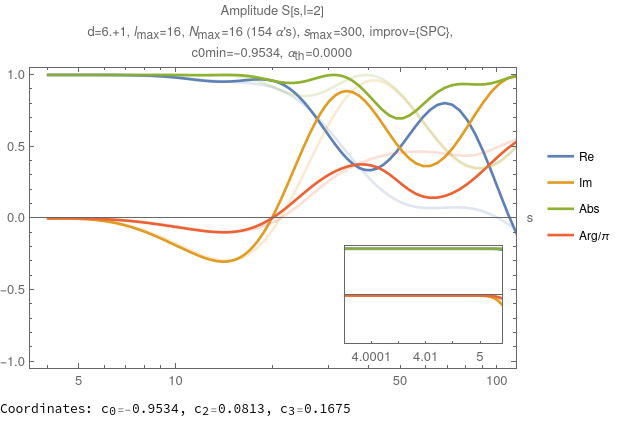 Amplitude S[s,l=2]
d=6.+1, lmax=16, Nmax=16 (154 α's), smax=300, improv={SPC},
c0min=-0.9534, αth=0.0000
1.0
0.5
0.0
-0.5
-1.0
s
Re
Im
Abs
Arg/π
4.0001 4.01 5
5 10 50 100
Coordinates: c0=-0.9534, c2=0.0813, c3=0.1675